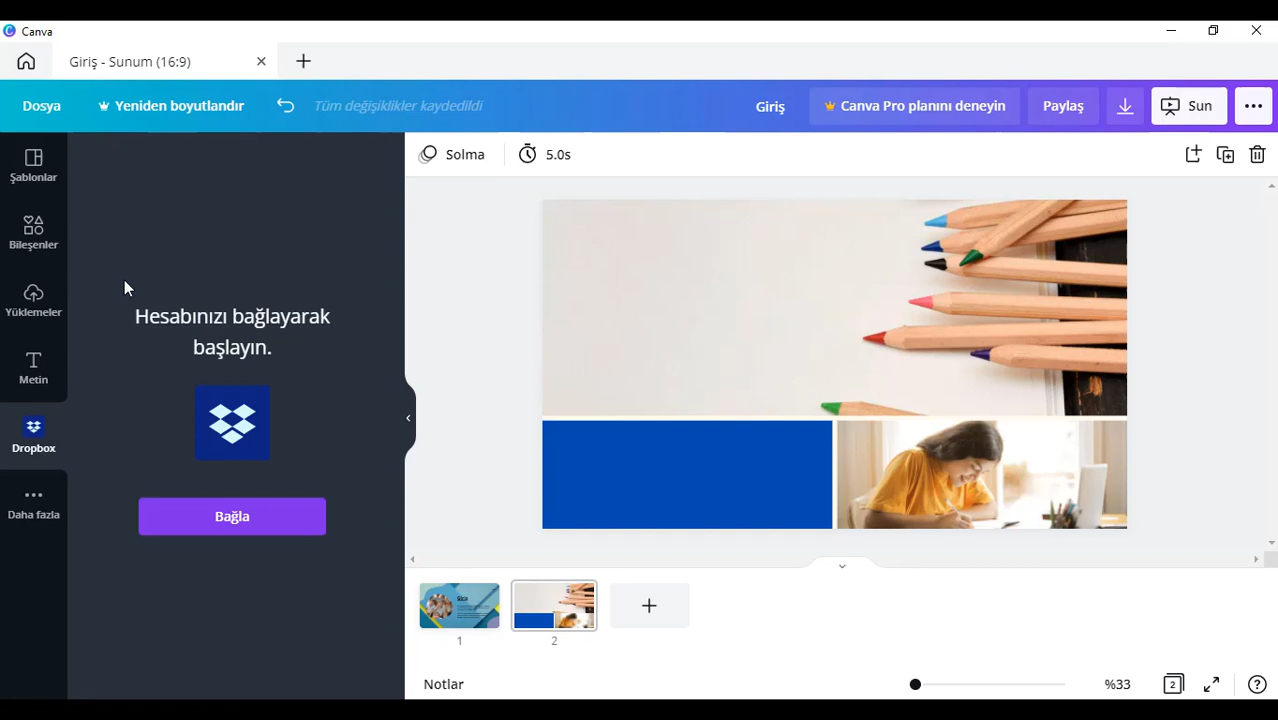 Canva
Giriş - Sunum (16:9)
Dosya
Yeniden boyutlandır
Tüm değişiklikler kaydedildi
Giriş
Canva Pro planını deneyin
Paylaş
Sun
Şablonlar
Bileşenler
Yüklemeler
Metin
Dropbox
Daha fazla
Hesabınızı bağlayarak
başlayın.
Bağla
Solma
5.0s
1
2
Notlar
%33
2